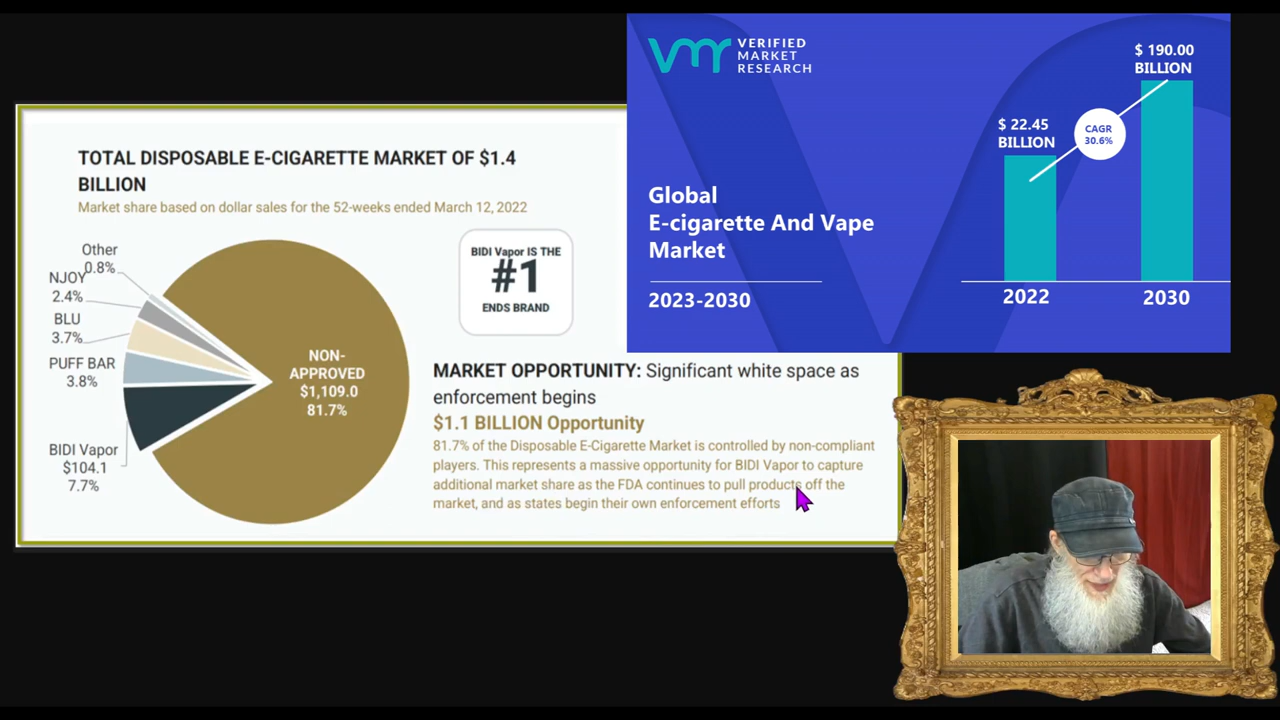 TOTAL DISPOSABLE E-CIGARETTE MARKET OF $1.4
BILLION
Market share based on dollar sales for the 52-weeks ended March 12, 2022
Other
0.8%
NJOY
2.4%
BLU
3.7%
PUFF BAR
3.8%
BIDI Vapor
$104.1
7.7%
NON-
APPROVED
$1,109.0
81.7%
BIDI Vapor IS THE
#1
ENDS BRAND
MARKET OPPORTUNITY: Significant white space as
enforcement begins
$1.1 BILLION Opportunity
81.7% of the Disposable E-Cigarette Market is controlled by non-compliant
players. This represents a massive opportunity for BIDI Vapor to capture
additional market share as the FDA continues to pull products off the
market, and as states begin their own enforcement efforts
vmr
VERIFIED
MARKET
RESEARCH
Global
E-cigarette And Vape
Market
2023-2030
$ 22.45
BILLION
CAGR
30.6%
$ 190.00
BILLION
2022
2030